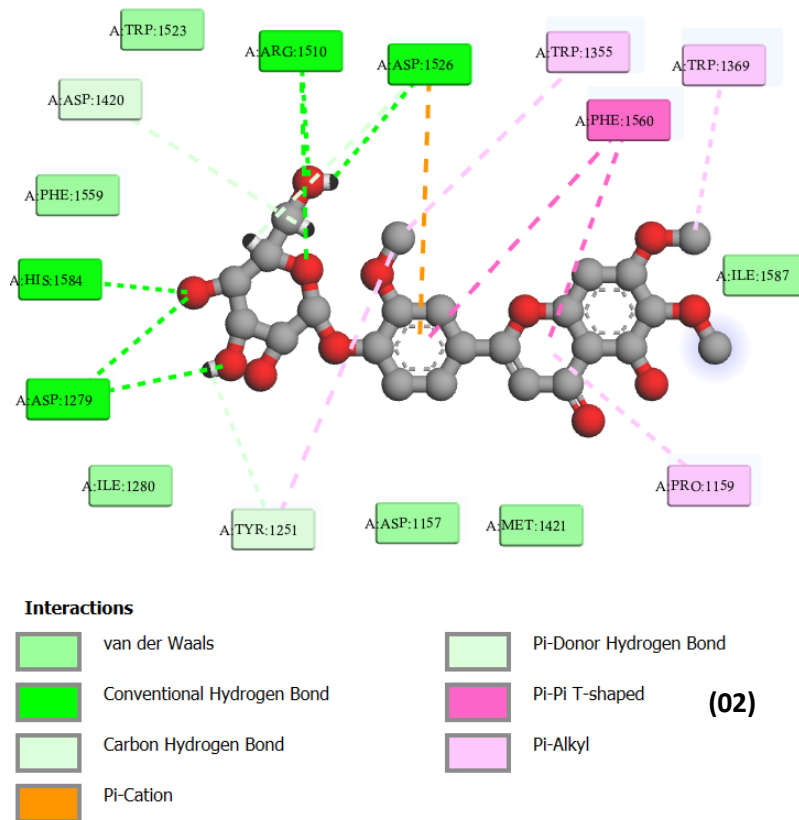 A:TRP:1523
A:ARG:1510
A:ASP:1526
A:TRP:1355
A:TRP:1369
A:ASP:1420
A:PHE:1560
A:PHE:1559
A:HIS:1584
A:ILE:1587
A:ASP:1279
A:ILE:1280
A:TYR:1251
A:ASP:1157
A:MET:1421
A:PRO:1159
Interactions
van der Waals
Conventional Hydrogen Bond
Carbon Hydrogen Bond
Pi-Cation
Pi-Donor Hydrogen Bond
Pi-Pi T-shaped
(02)
Pi-Alkyl